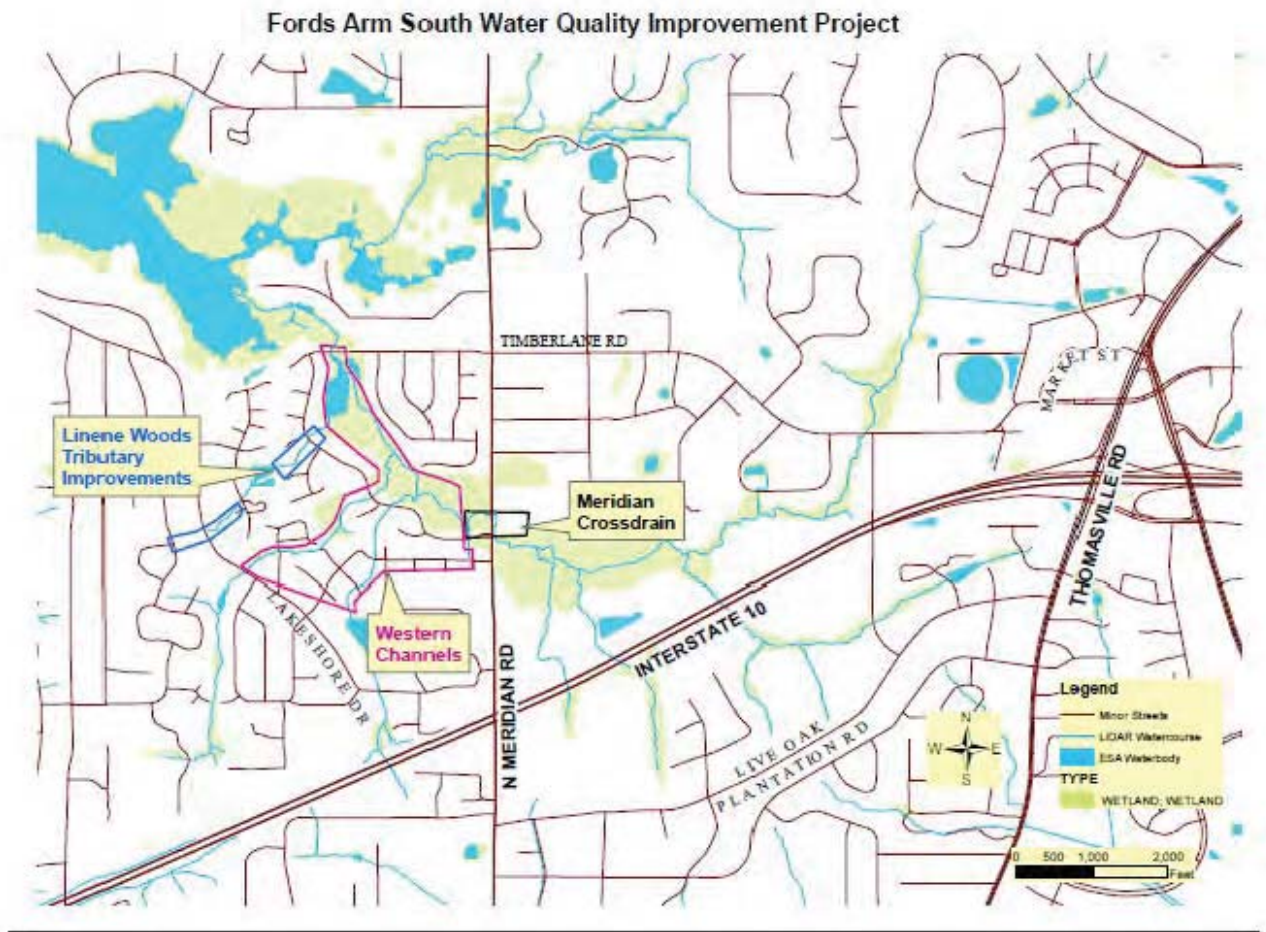 Fords Arm South Water Quality Improvement Project
TIMBERLANE RD
MARKET ST
Linene Woods
Tributary
Improvements
Meridian
Crossdrain
THOMASVILLE RD
Western
Channels
LAKESHORE DR
INTERSTATE 10
N MERIDIAN RD
LIVE OAK
PLANTATION RD
N
W E
S
Legend
Minor Streets
LiDAR Watercourse
ESA Waterbody
TYPE
WETLAND; WETLAND
0 500 1,000 2,000
Feet